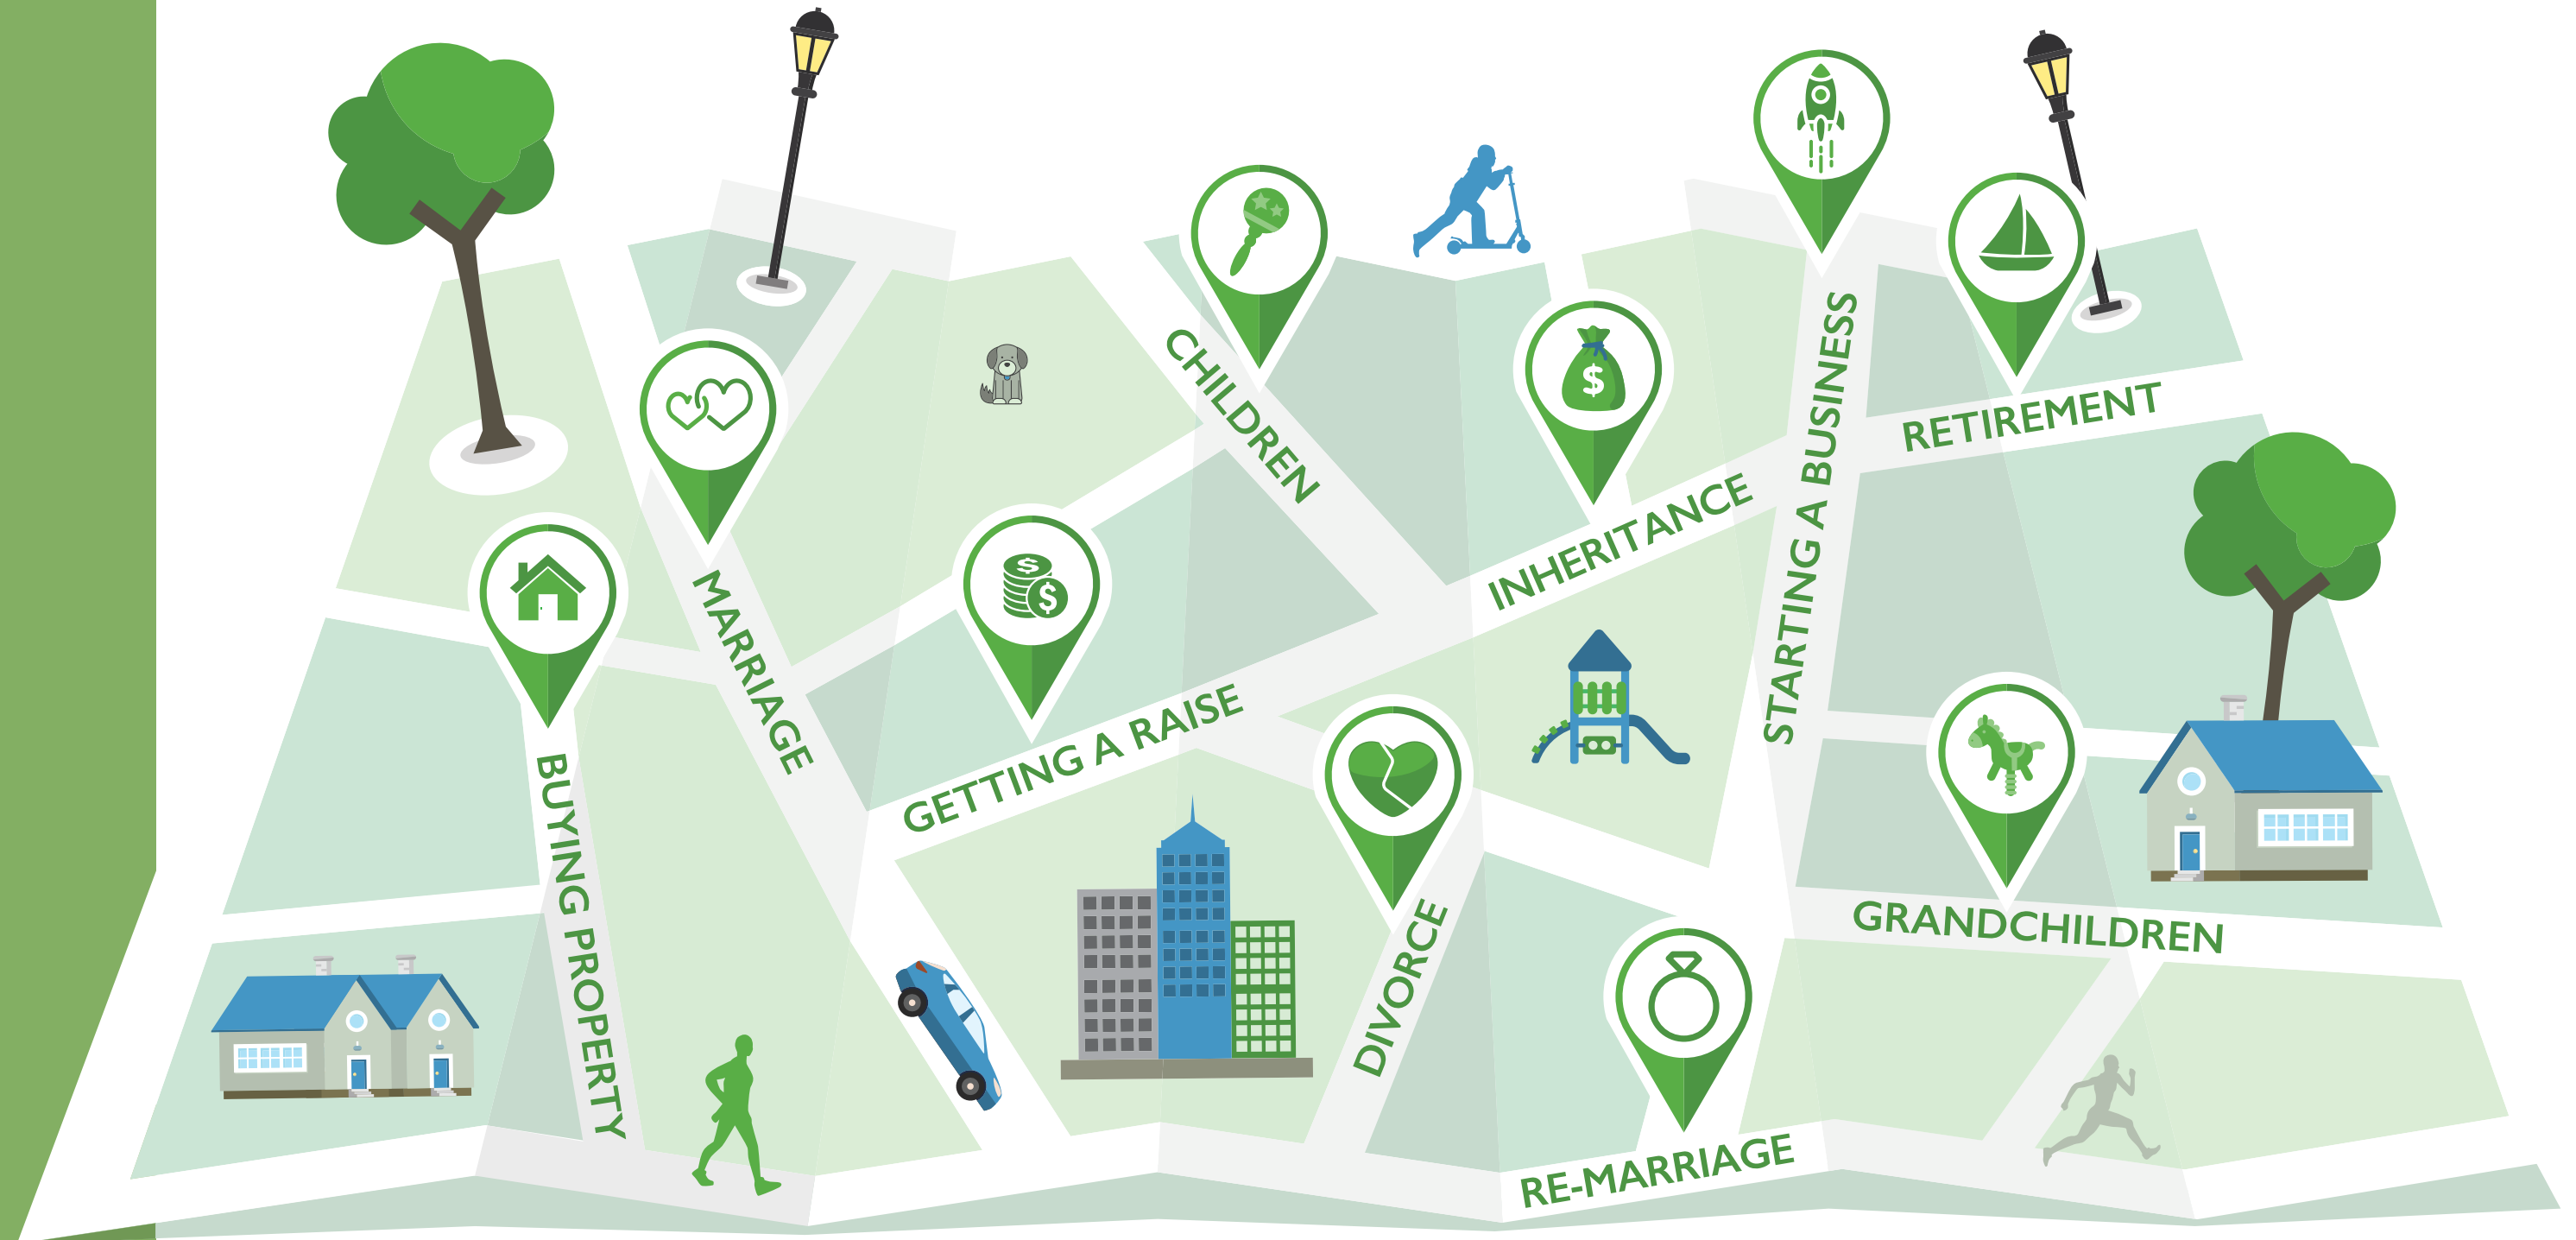 CHILDREN
STARTING A BUSINESS
RETIREMENT
INHERITANCE
MARRIAGE
GETTING A RAISE
BUYING PROPERTY
DIVORCE
GRANDCHILDREN
RE-MARRIAGE
$
$
$